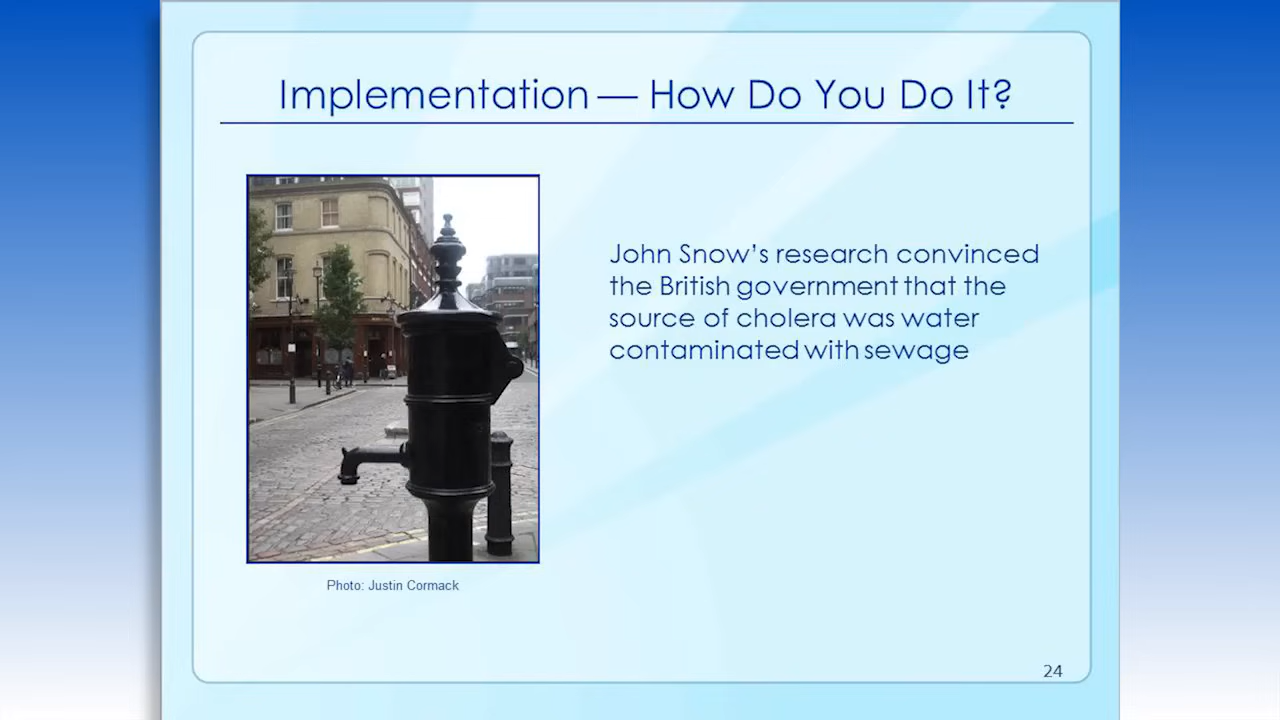 Implementation — How Do You Do It?
John Snow's research convinced
the British government that the
source of cholera was water
contaminated with sewage
Photo: Justin Cormack
24